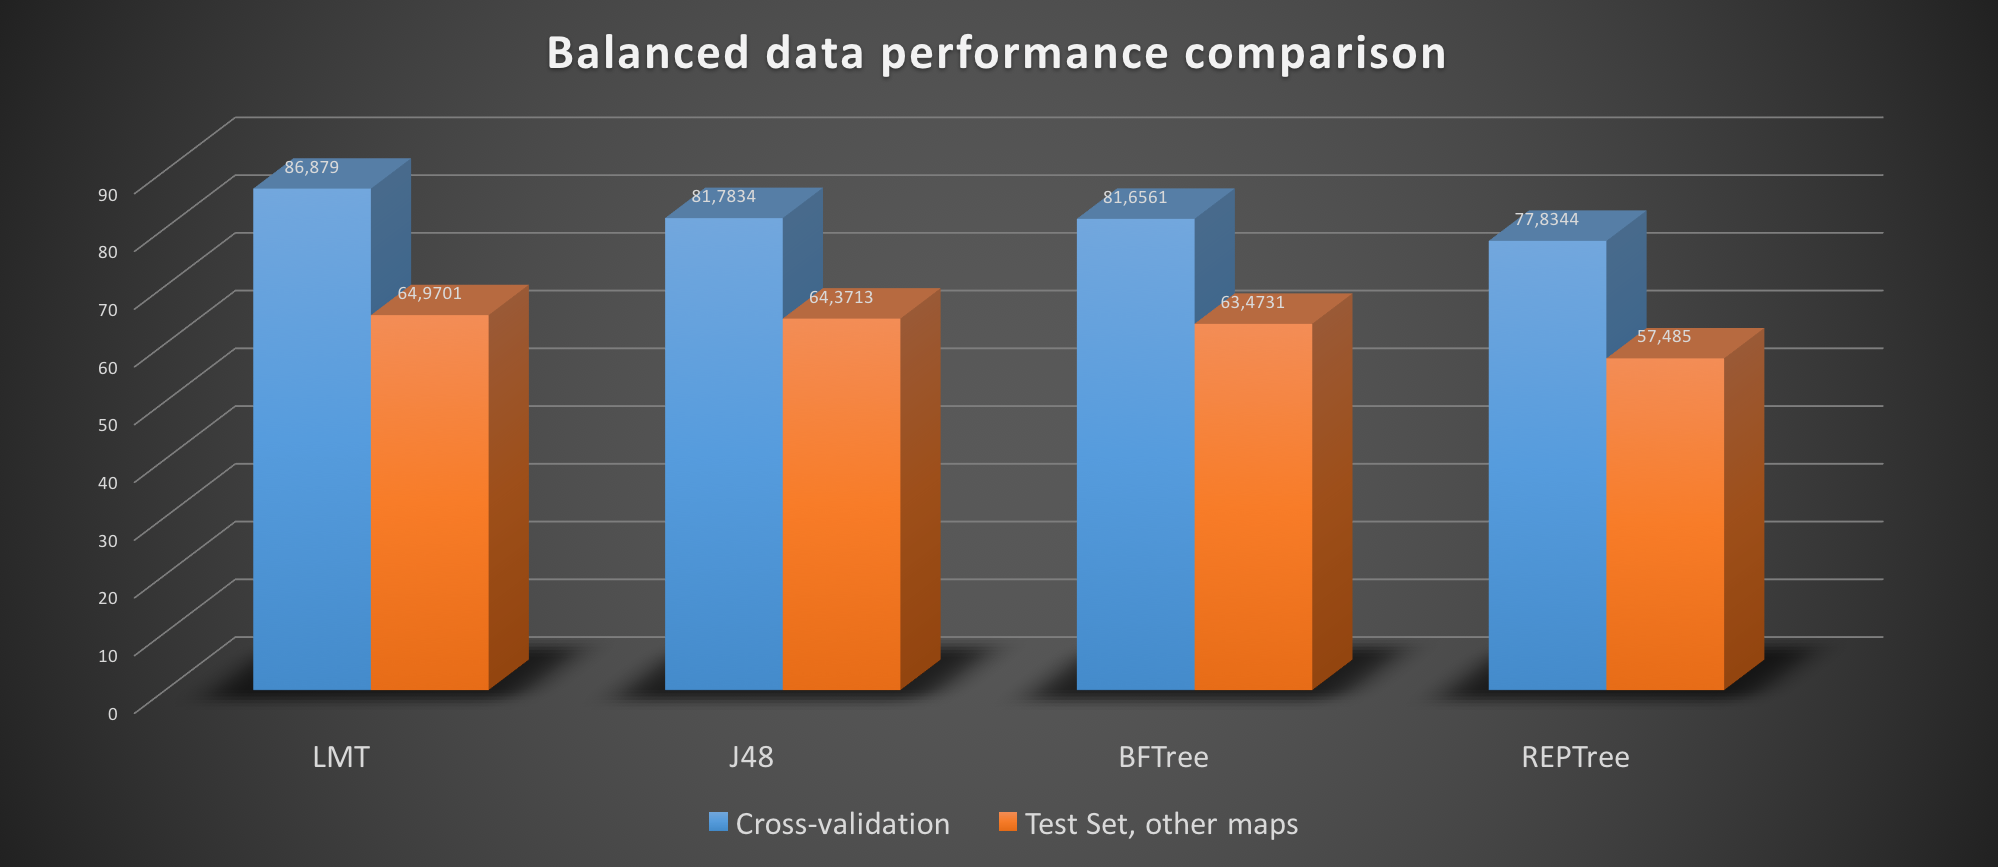 Balanced data performance comparison
90
80
70
60
50
40
30
20
10
0
86,879
64,9701
81,7834
64,3713
81,6561
63,4731
77,8344
57,485
LMT
J48
BFTree
REPTree
Cross-validation
Test Set, other maps